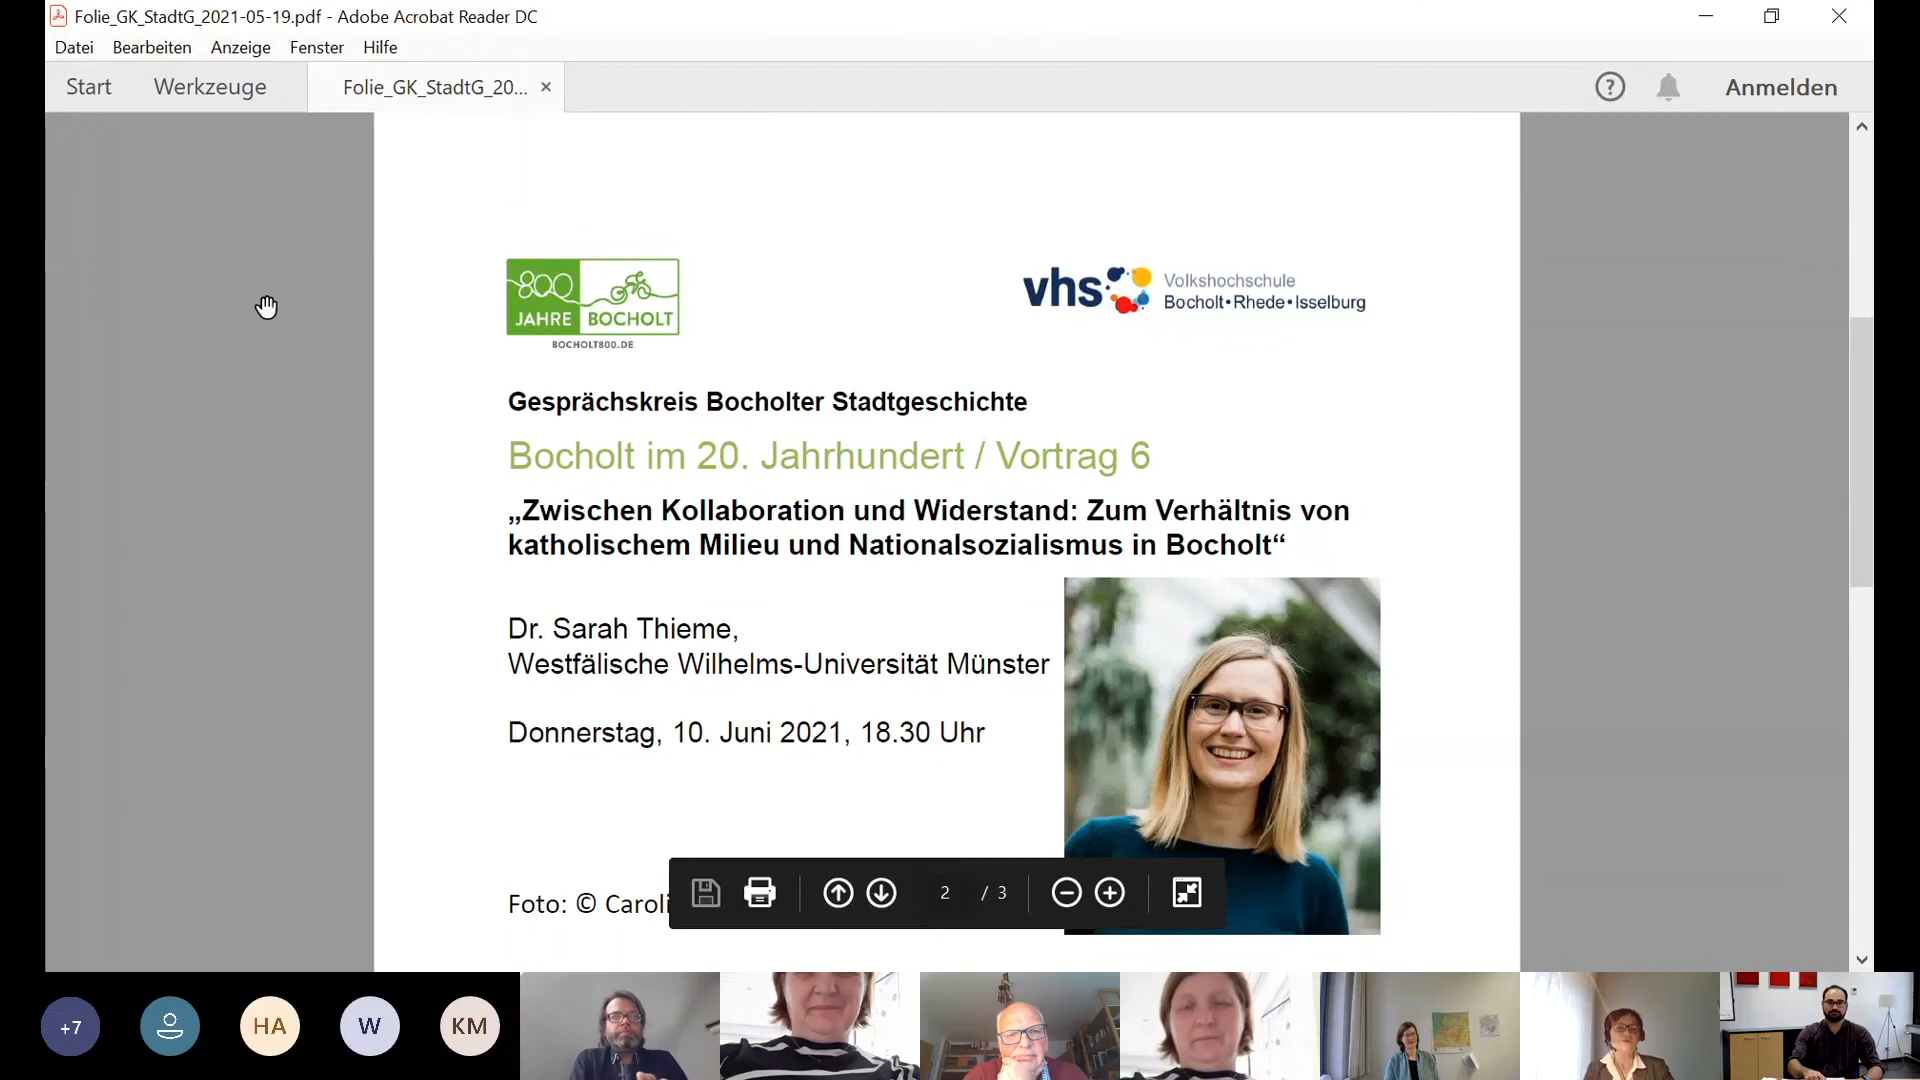 Folie_GK_StadtG_2021-05-19.pdf - Adobe Acrobat Reader DC
Datei Bearbeiten Anzeige Fenster Hilfe
Start Werkzeuge Folie_GK_StadtG_20... × ? Anmelden
800
JAHRE BOCHOLT
BOCHOLT800.DE
vhs Volkshochschule
Bocholt•Rhede•Isselburg
Gesprächskreis Bocholter Stadtgeschichte
Bocholt im 20. Jahrhundert / Vortrag 6
„Zwischen Kollaboration und Widerstand: Zum Verhältnis von
katholischem Milieu und Nationalsozialismus in Bocholt“
Dr. Sarah Thieme,
Westfälische Wilhelms-Universität Münster
Donnerstag, 10. Juni 2021, 18.30 Uhr
Foto: © Caroli
2 / 3
+7 HA W KM